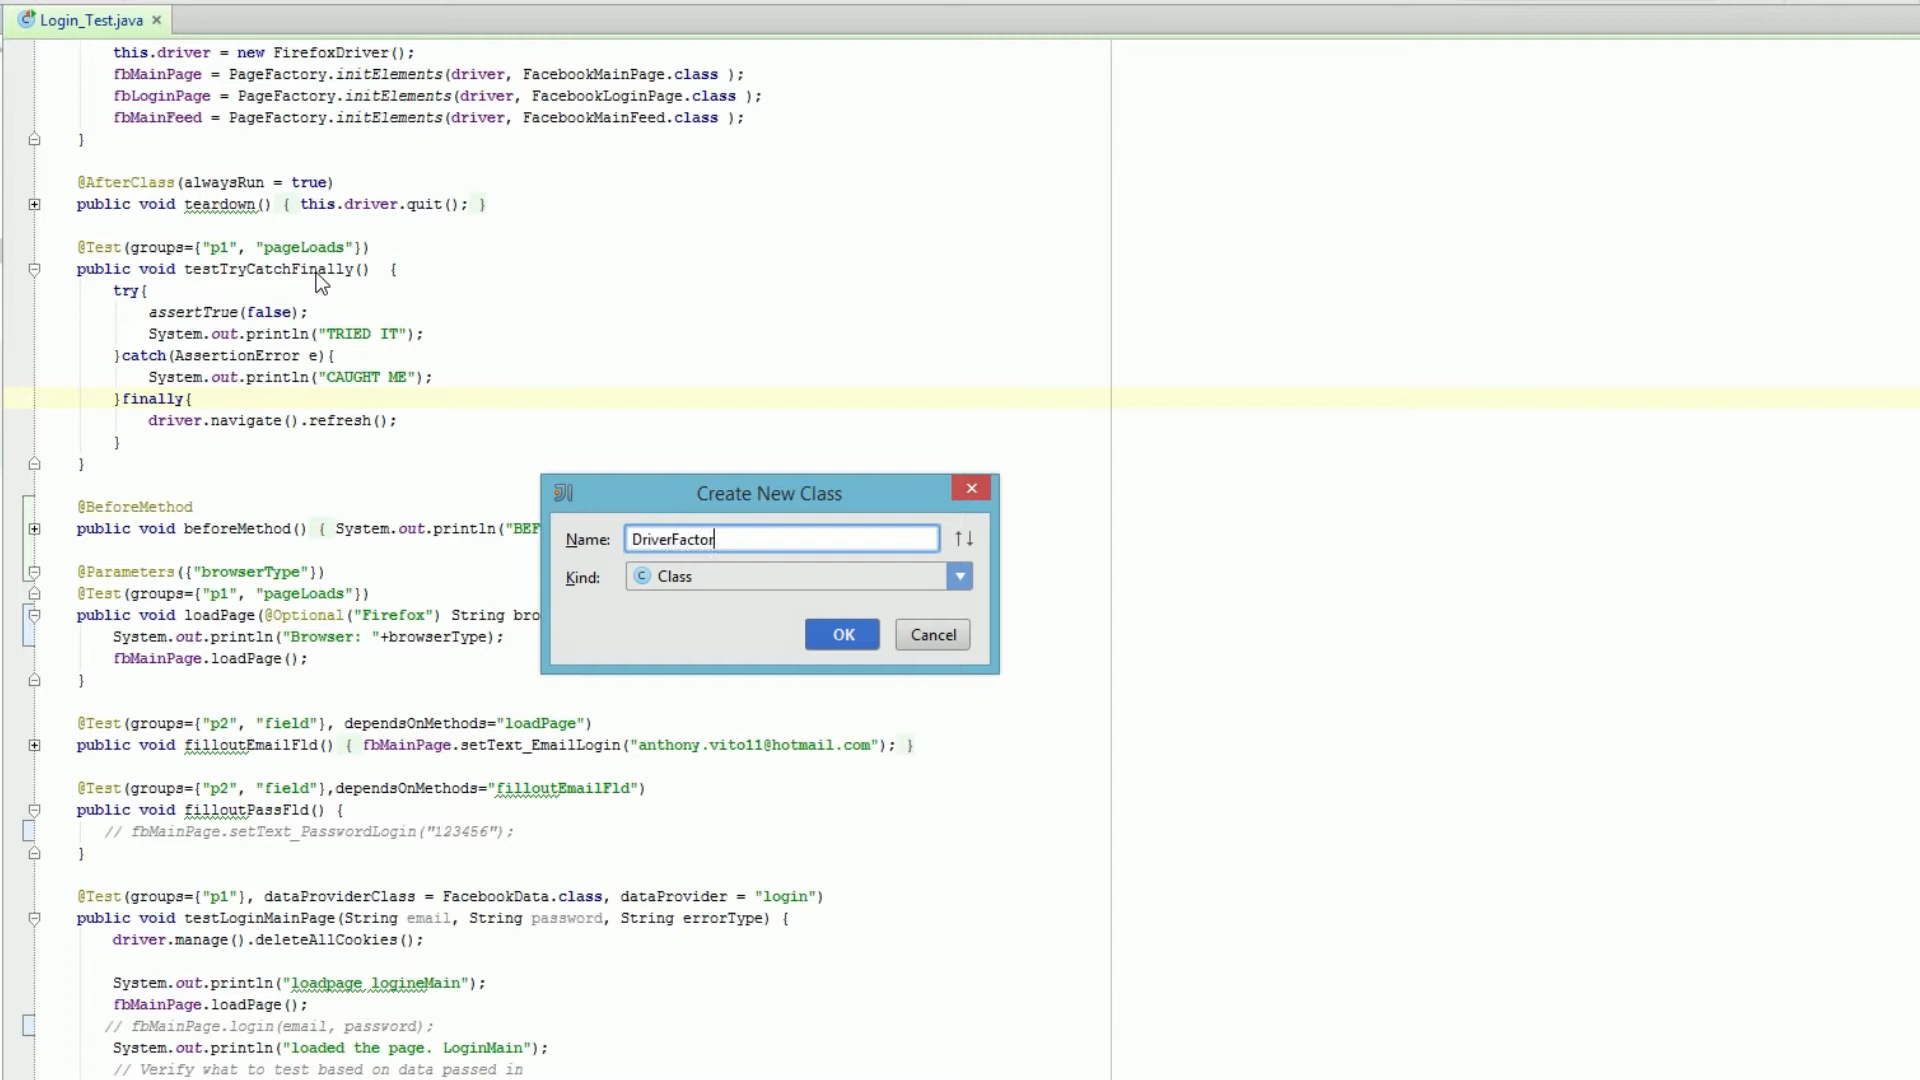 Login_Test.java
this.driver = new FirefoxDriver();
fbMainPage = PageFactory.initElements(driver, FacebookMainPage.class );
fbLoginPage = PageFactory.initElements(driver, FacebookLoginPage.class );
fbMainFeed = PageFactory.initElements(driver, FacebookMainFeed.class );
}
@AfterClass(alwaysRun = true)
public void teardown() { this.driver.quit(); }
@Test(groups={"p1", "pageLoads"})
public void testTryCatchFinally() {
try{
assertTrue(false);
System.out.println("TRIED IT");
}catch(AssertionError e){
System.out.println("CAUGHT ME");
}finally{
driver.navigate().refresh();
}
}
@BeforeMethod
public void beforeMethod() { System.out.println("BEF
@Parameters({"browserType"})
@Test(groups={"p1", "pageLoads"})
public void loadPage(@Optional("Firefox") String bro
System.out.println("Browser: "+browserType);
fbMainPage.loadPage();
}
Create New Class
Name: DriverFactor
Kind: Class
OK Cancel
@Test(groups={"p2", "field"}, dependsOnMethods="loadPage")
public void filloutEmailFld() { fbMainPage.setText_EmailLogin("anthony.vito11@hotmail.com"); }
@Test(groups={"p2", "field"},dependsOnMethods="filloutEmailFld")
public void filloutPassFld() {
// fbMainPage.setText_PasswordLogin("123456");
}
@Test(groups={"p1"}, dataProviderClass = FacebookData.class, dataProvider = "login")
public void testLoginMainPage(String email, String password, String errorType) {
driver.manage().deleteAllCookies();
System.out.println("loadpage logineMain");
fbMainPage.loadPage();
// fbMainPage.login(email, password);
System.out.println("loaded the page. LoginMain");
// Verify what to test based on data passed in